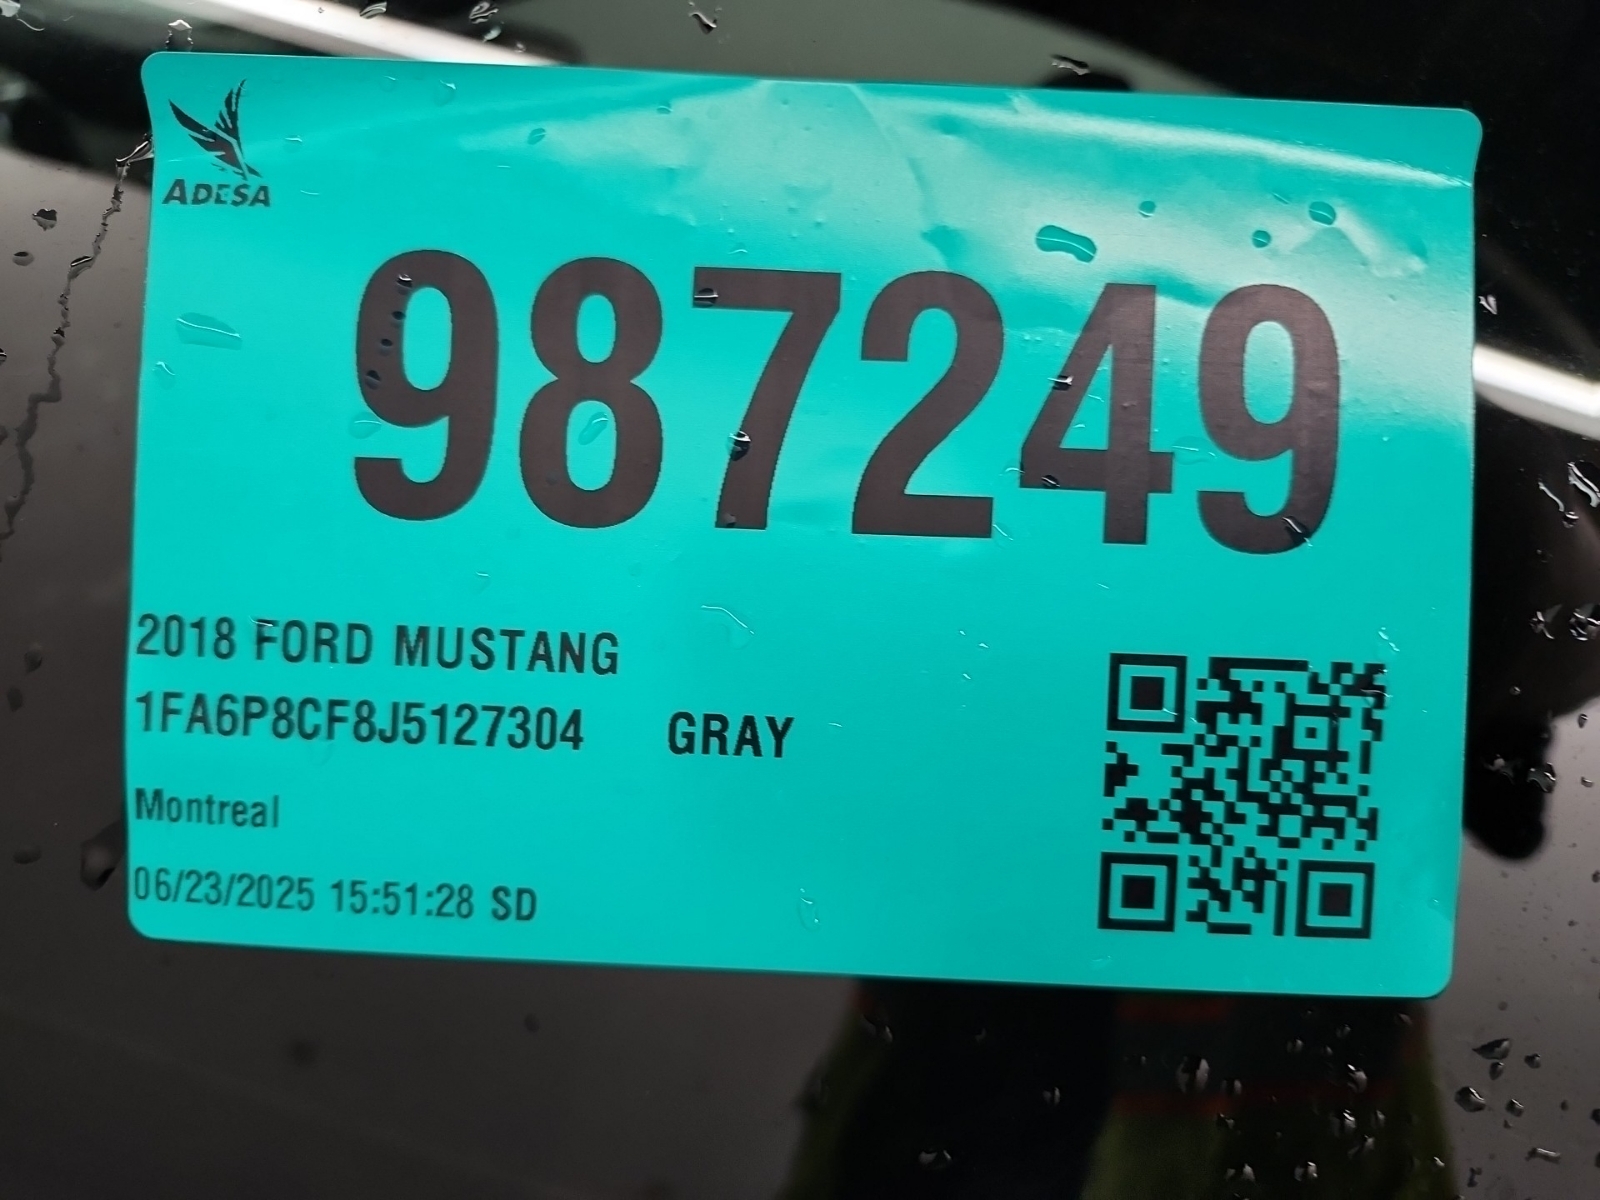 ADESA
987249
2018 FORD MUSTANG
1FA6P8CF8J5127304 GRAY
Montreal
06/23/2025 15:51:28 SD